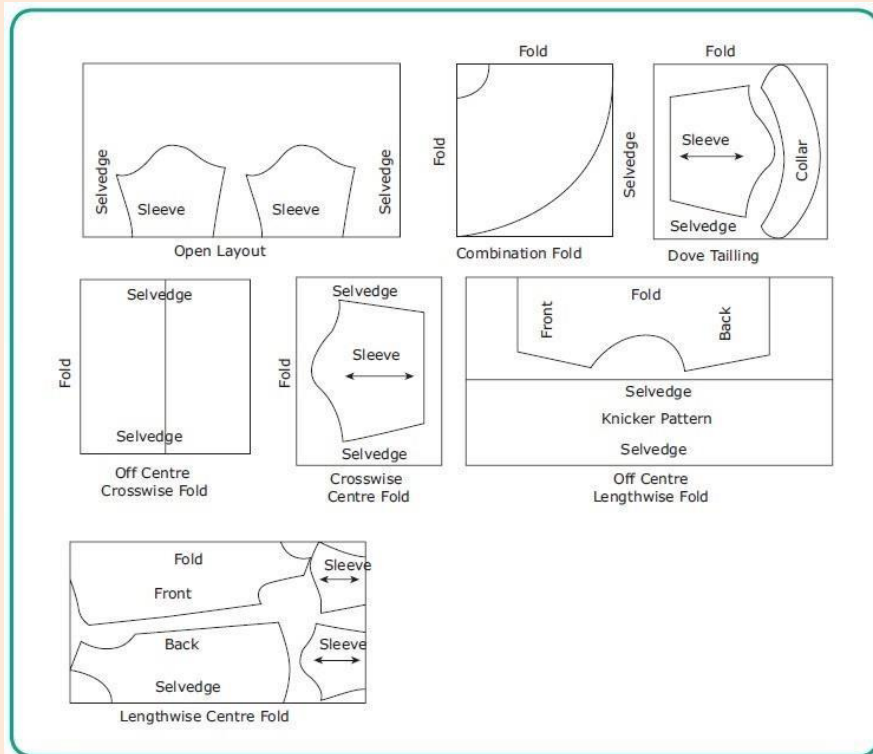 Selvedge
Sleeve
Sleeve
Selvedge
Open Layout
Fold
Fold
Selvedge
Combination Fold
Fold
Sleeve
Collar
Selvedge
Dove Tailling
Selvedge
Fold
Selvedge
Off Centre
Crosswise Fold
Selvedge
Fold
Sleeve
Selvedge
Crosswise
Centre Fold
Fold
Front
Back
Selvedge
Knicker Pattern
Selvedge
Off Centre
Lengthwise Fold
Fold
Sleeve
Front
Back
Sleeve
Selvedge
Lengthwise Centre Fold